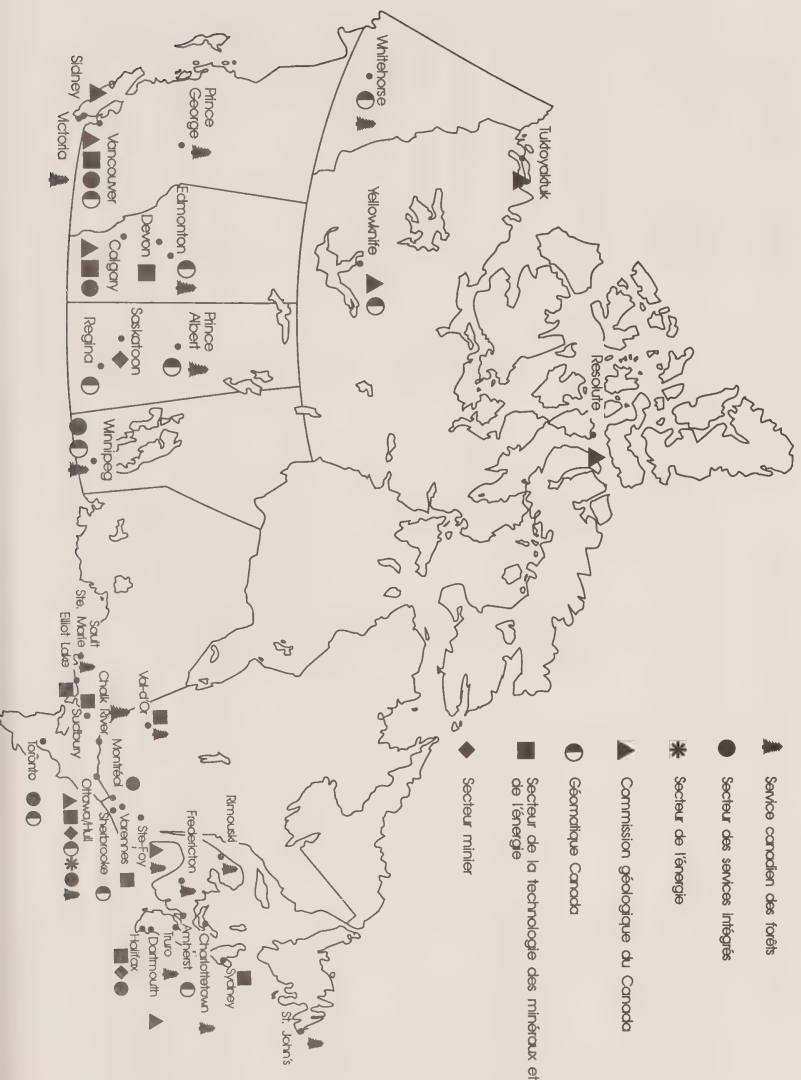 Service canadien des forêts
Secteur des services intégrés
Secteur de l'énergie
Commission géologique du Canada
Géomatique Canada
Secteur de la technologie des minéraux et
de l'énergie
Secteur minier
Tuktoyaktuk
Resolute
Whitehorse
Yellowknife
Prince
George
Edmonton
Devon
Calgary
Prince
Albert
Saskatoon
Regina
Winnipeg
Sidney
Victoria
Vancouver
Sault
Ste. Marie
Elliot Lake
Sudbury
Chalk River
Val-d'Or
Toronto
Montréal
Ottawa/Hull
Varennes
Sherbrooke
Ste-Foy
Rimouski
Fredericton
Charlottetown
Amherst
Truro
Dartmouth
Halifax
Sydney
St. John's